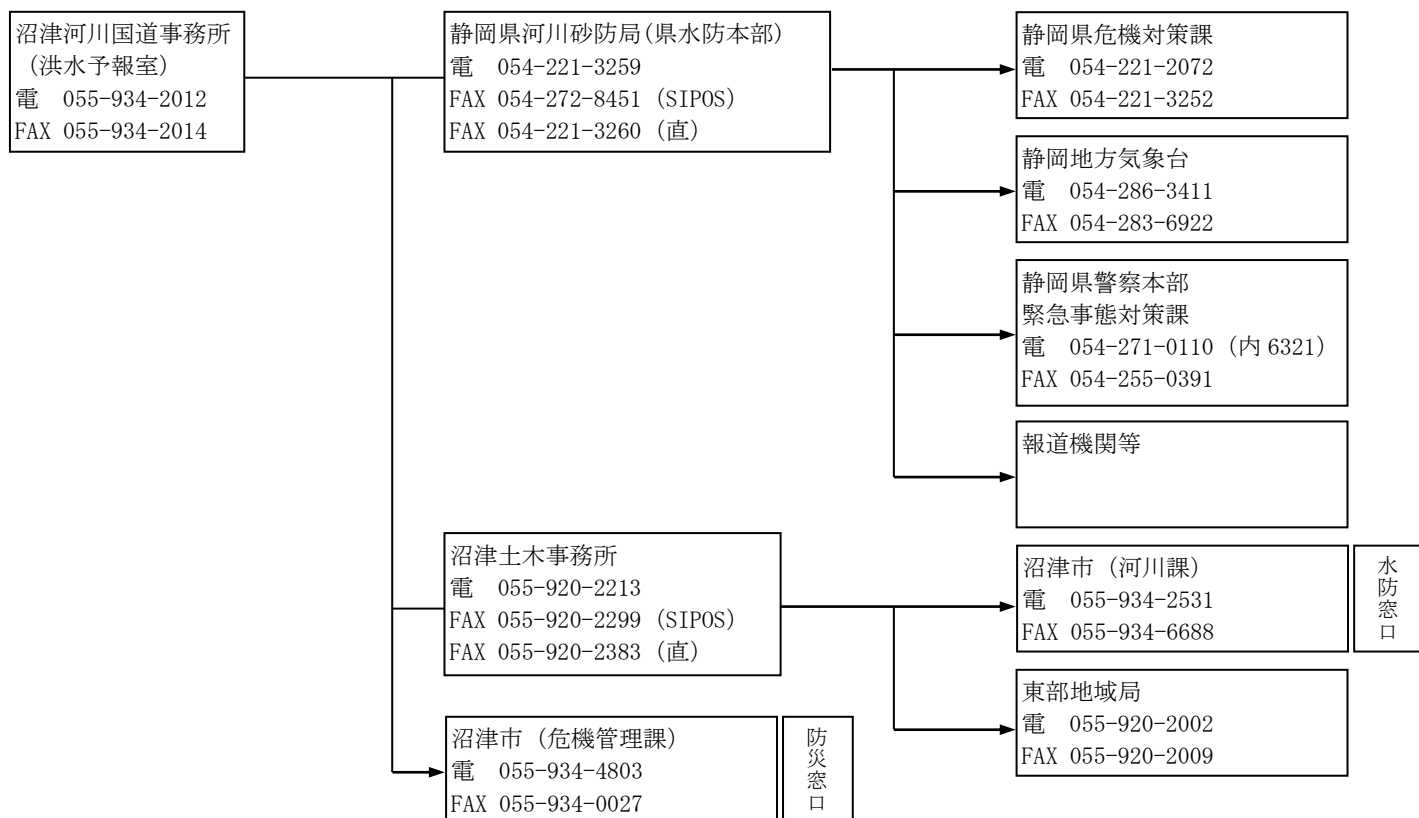 沼津河川国道事務所
(洪水予報室)
電 055-934-2012
FAX 055-934-2014
静岡県河川砂防局(県水防本部)
電 054-221-3259
FAX 054-272-8451 (SIPOS)
FAX 054-221-3260 (直)
静岡県危機対策課
電 054-221-2072
FAX 054-221-3252
静岡地方気象台
電 054-286-3411
FAX 054-283-6922
静岡県警察本部
緊急事態対策課
電 054-271-0110 (内 6321)
FAX 054-255-0391
報道機関等
沼津土木事務所
電 055-920-2213
FAX 055-920-2299 (SIPOS)
FAX 055-920-2383 (直)
沼津市 (河川課)
電 055-934-2531
FAX 055-934-6688
水防窓口
東部地域局
電 055-920-2002
FAX 055-920-2009
沼津市 (危機管理課)
電 055-934-4803
FAX 055-934-0027
防災窓口